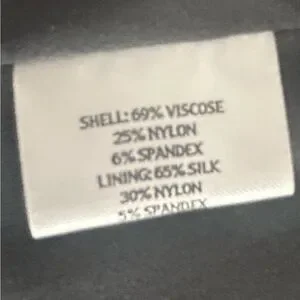 SHELL: 69% VISCOSE
25% NYLON
6% SPANDEX
LINING: 65% SILK
30% NYLON
5% SPANDEX